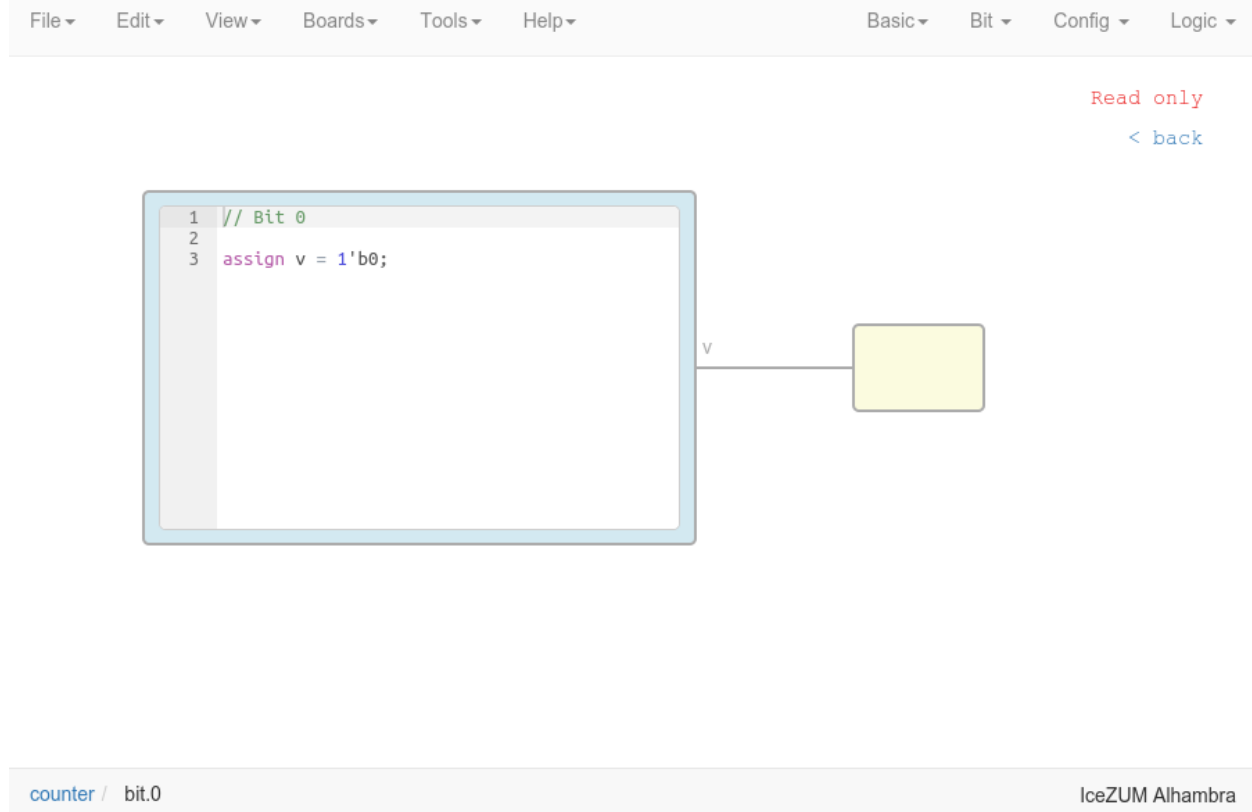 File Edit View Boards Tools Help Basic Bit Config Logic
Read only
< back
1 // Bit 0
2
3 assign v = 1'b0;
v
counter / bit.0 IceZUM Alhambra